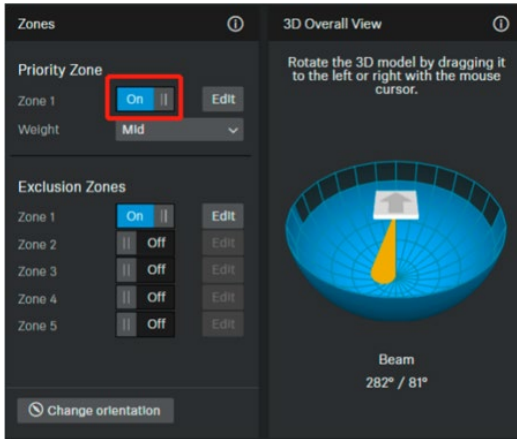 Zones
Priority Zone
Zone 1 On Edit
Weight Mid
Exclusion Zones
Zone 1 On Edit
Zone 2 Off Edit
Zone 3 Off Edit
Zone 4 Off Edit
Zone 5 Off Edit
Change orientation
3D Overall View
Rotate the 3D model by dragging it
to the left or right with the mouse
cursor.
Beam
282° / 81°